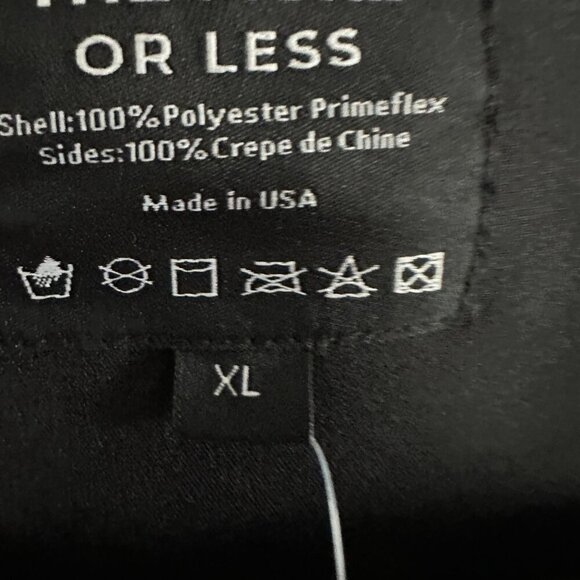 OR LESS
Shell:100%Polyester Primeflex
Sides:100%Crepe de Chine
Made in USA
XL